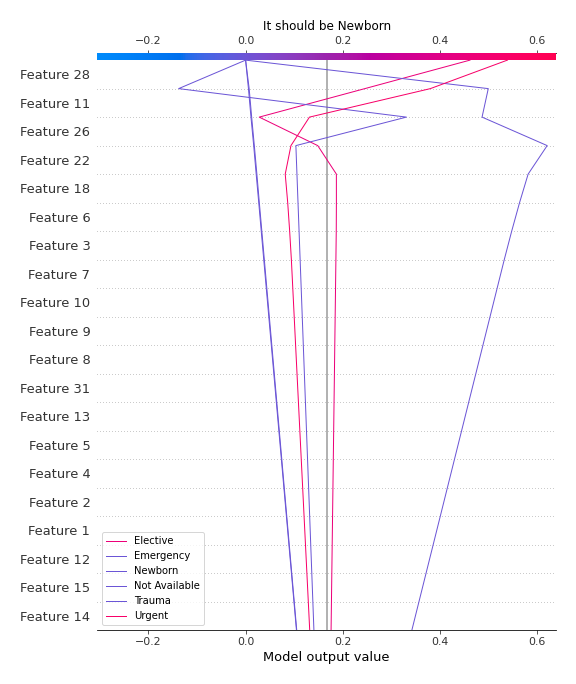 It should be Newborn
−0.2 0.0 0.2 0.4 0.6
Feature 28
Feature 11
Feature 26
Feature 22
Feature 18
Feature 6
Feature 3
Feature 7
Feature 10
Feature 9
Feature 8
Feature 31
Feature 13
Feature 5
Feature 4
Feature 2
Feature 1
Feature 12
Feature 15
Feature 14
Elective
Emergency
Newborn
Not Available
Trauma
Urgent
−0.2 0.0 0.2 0.4 0.6
Model output value